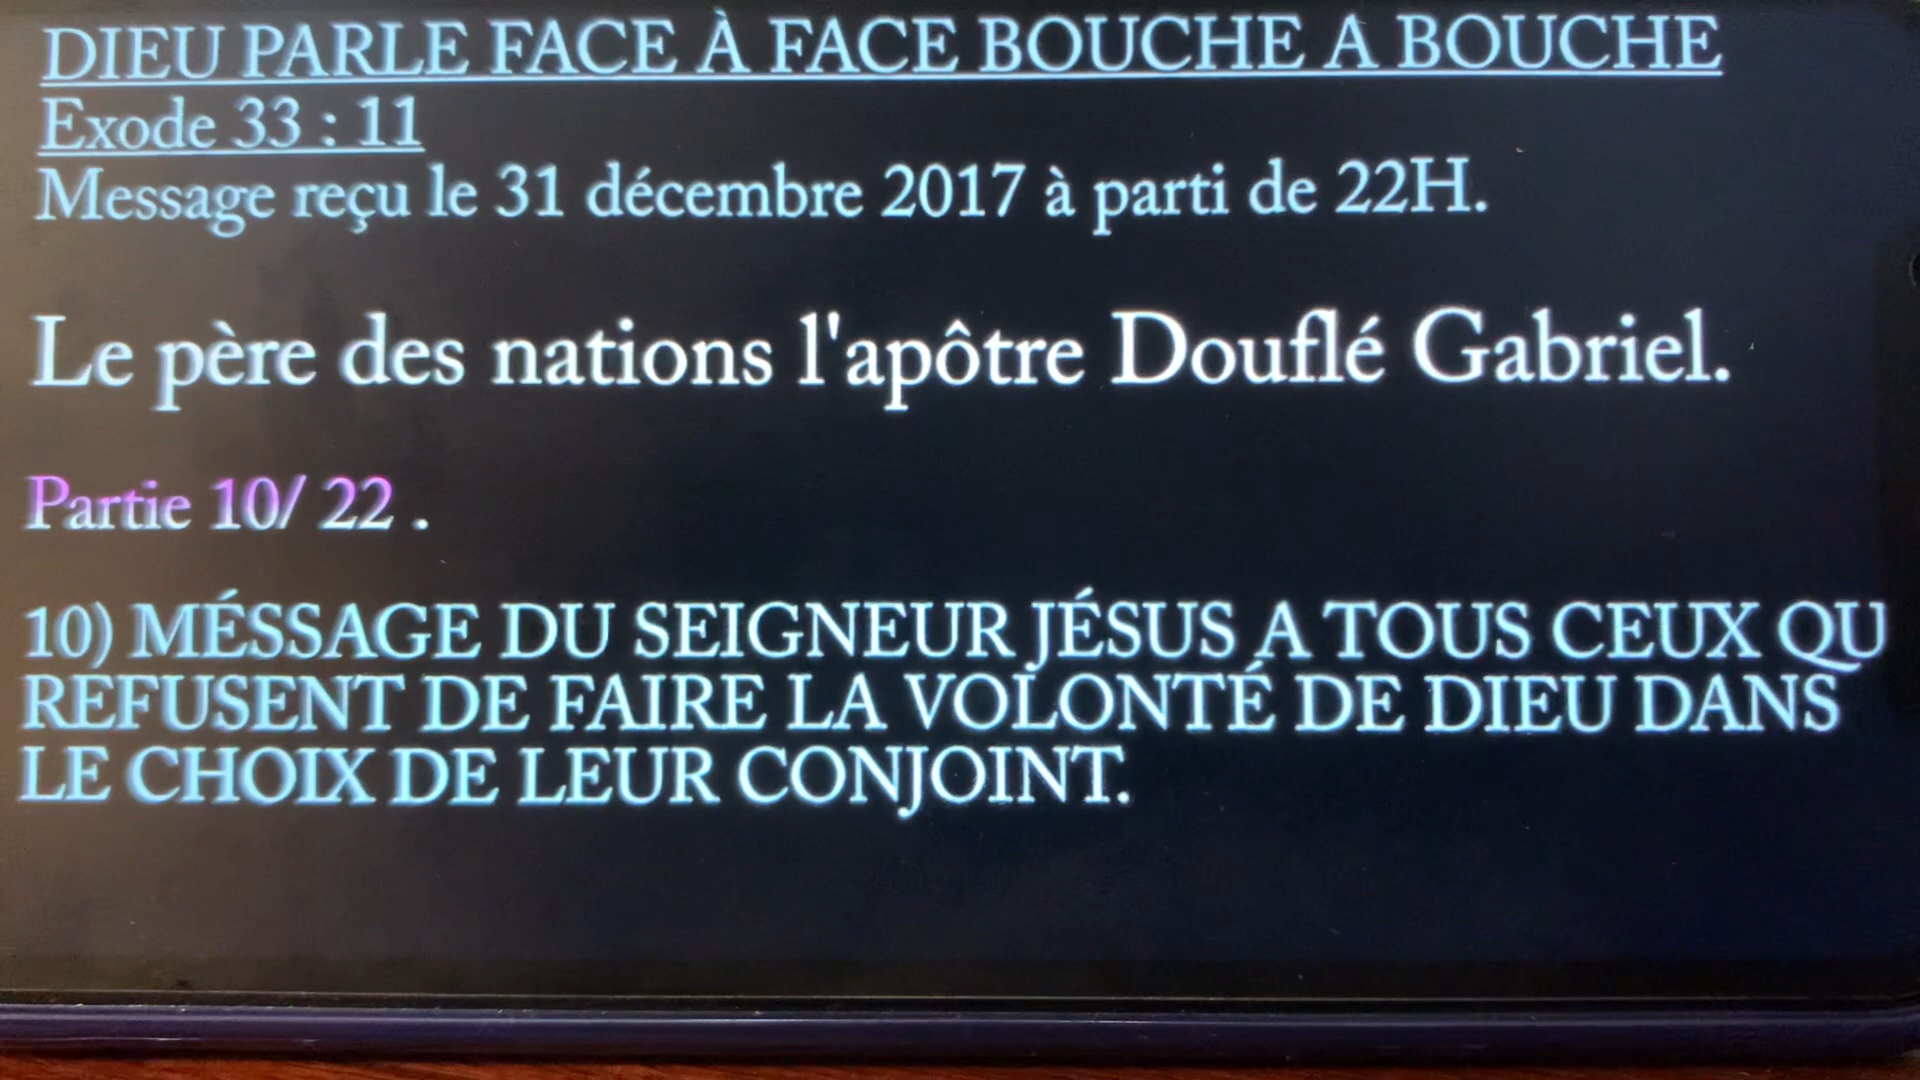 DIEU PARLE FACE À FACE BOUCHE A BOUCHE
Exode 33 : 11
Message reçu le 31 décembre 2017 à parti de 22H.
Le père des nations l'apôtre Douflé Gabriel.
Partie 10/ 22 .
10) MÉSSAGE DU SEIGNEUR JÉSUS A TOUS CEUX QU
REFUSENT DE FAIRE LA VOLONTÉ DE DIEU DANS
LE CHOIX DE LEUR CONJOINT.